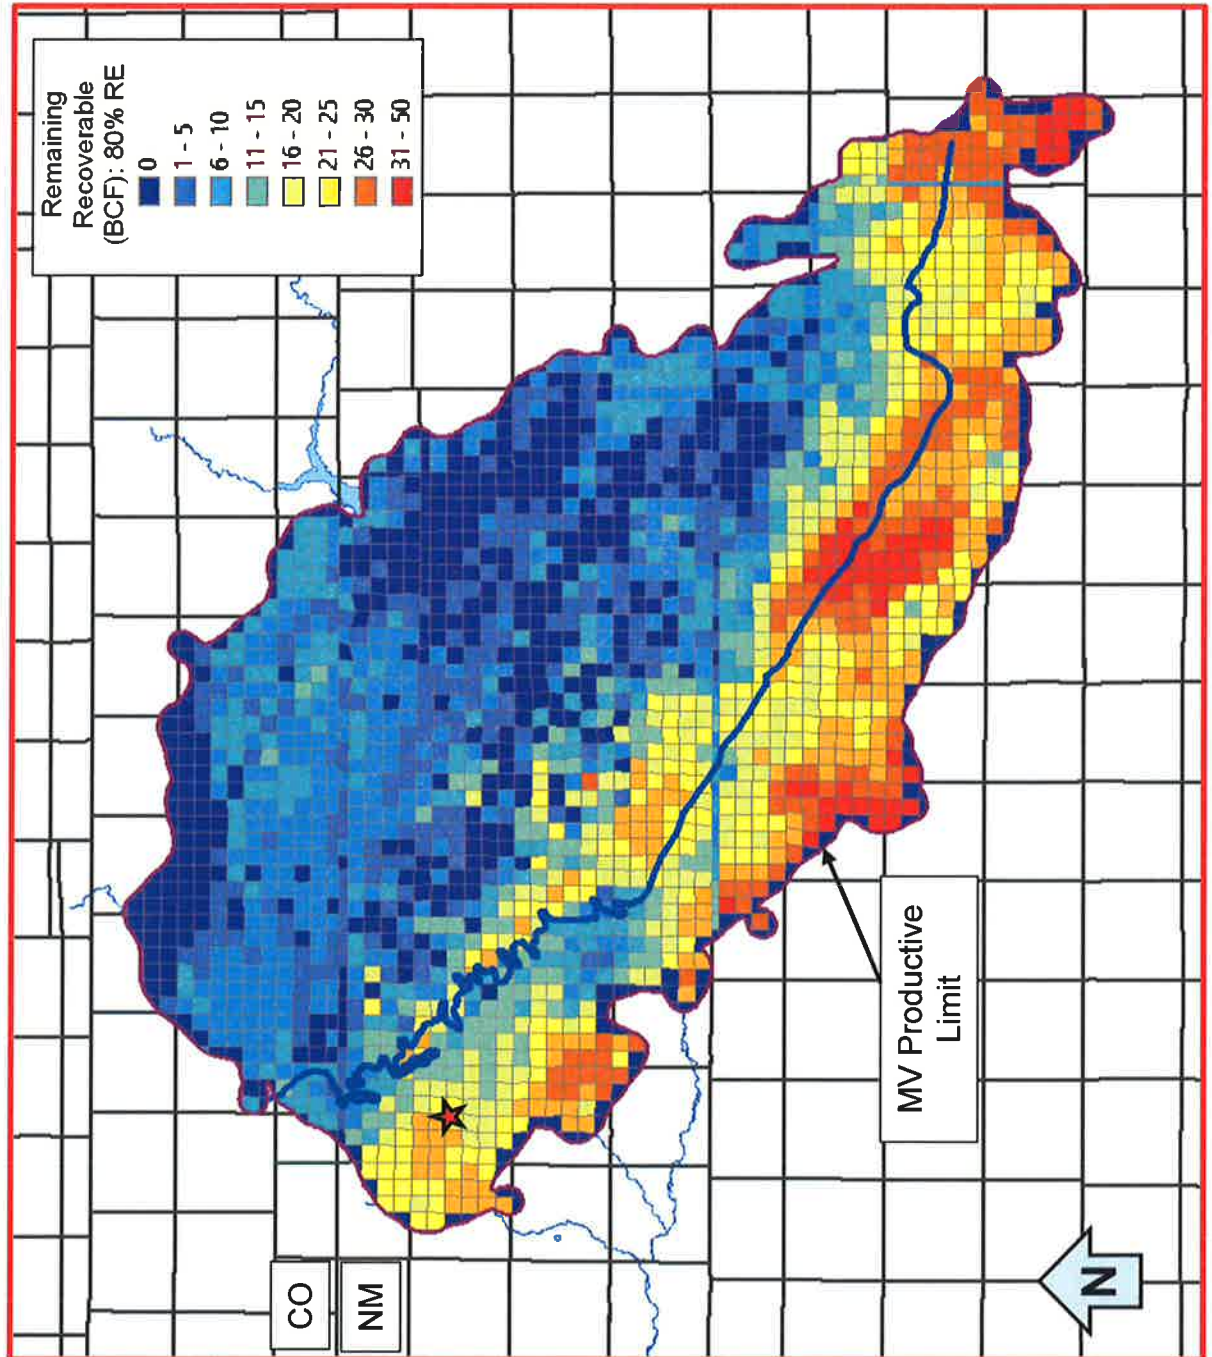 Remaining
Recoverable
(BCF): 80% RE
0
1 - 5
6 - 10
11 - 15
16 - 20
21 - 25
26 - 30
31 - 50
CO
NM
MV Productive
Limit
N